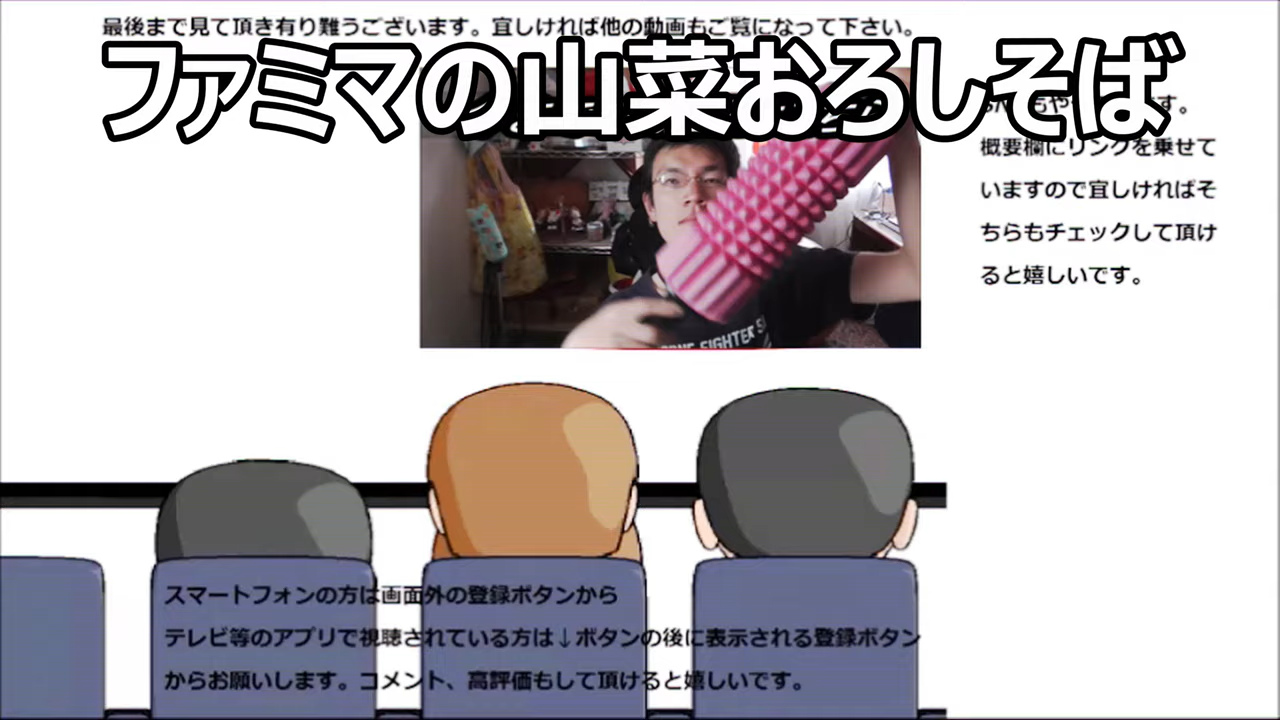 最後まで見て頂き有り難うございます。宜しければ他の動画もご覧になって下さい。
ファミマの山菜おろしそば
す。
概要欄にリンクを乗せて
いますので宜しければそ
ちらもチェックして頂け
ると嬉しいです。
FIGHTER
スマートフォンの方は画面外の登録ボタンから
テレビ等のアプリで視聴されている方は↓ボタンの後に表示される登録ボタン
からお願いします。コメント、高評価もして頂けると嬉しいです。